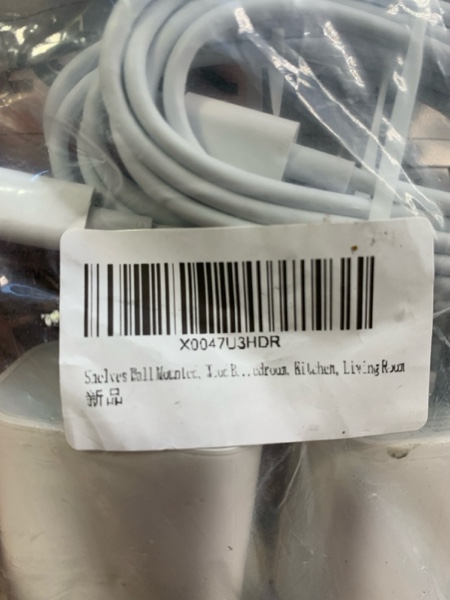 X0047U3HDR
Shelves Wall Mounted, Kitchen, Living Room
新品